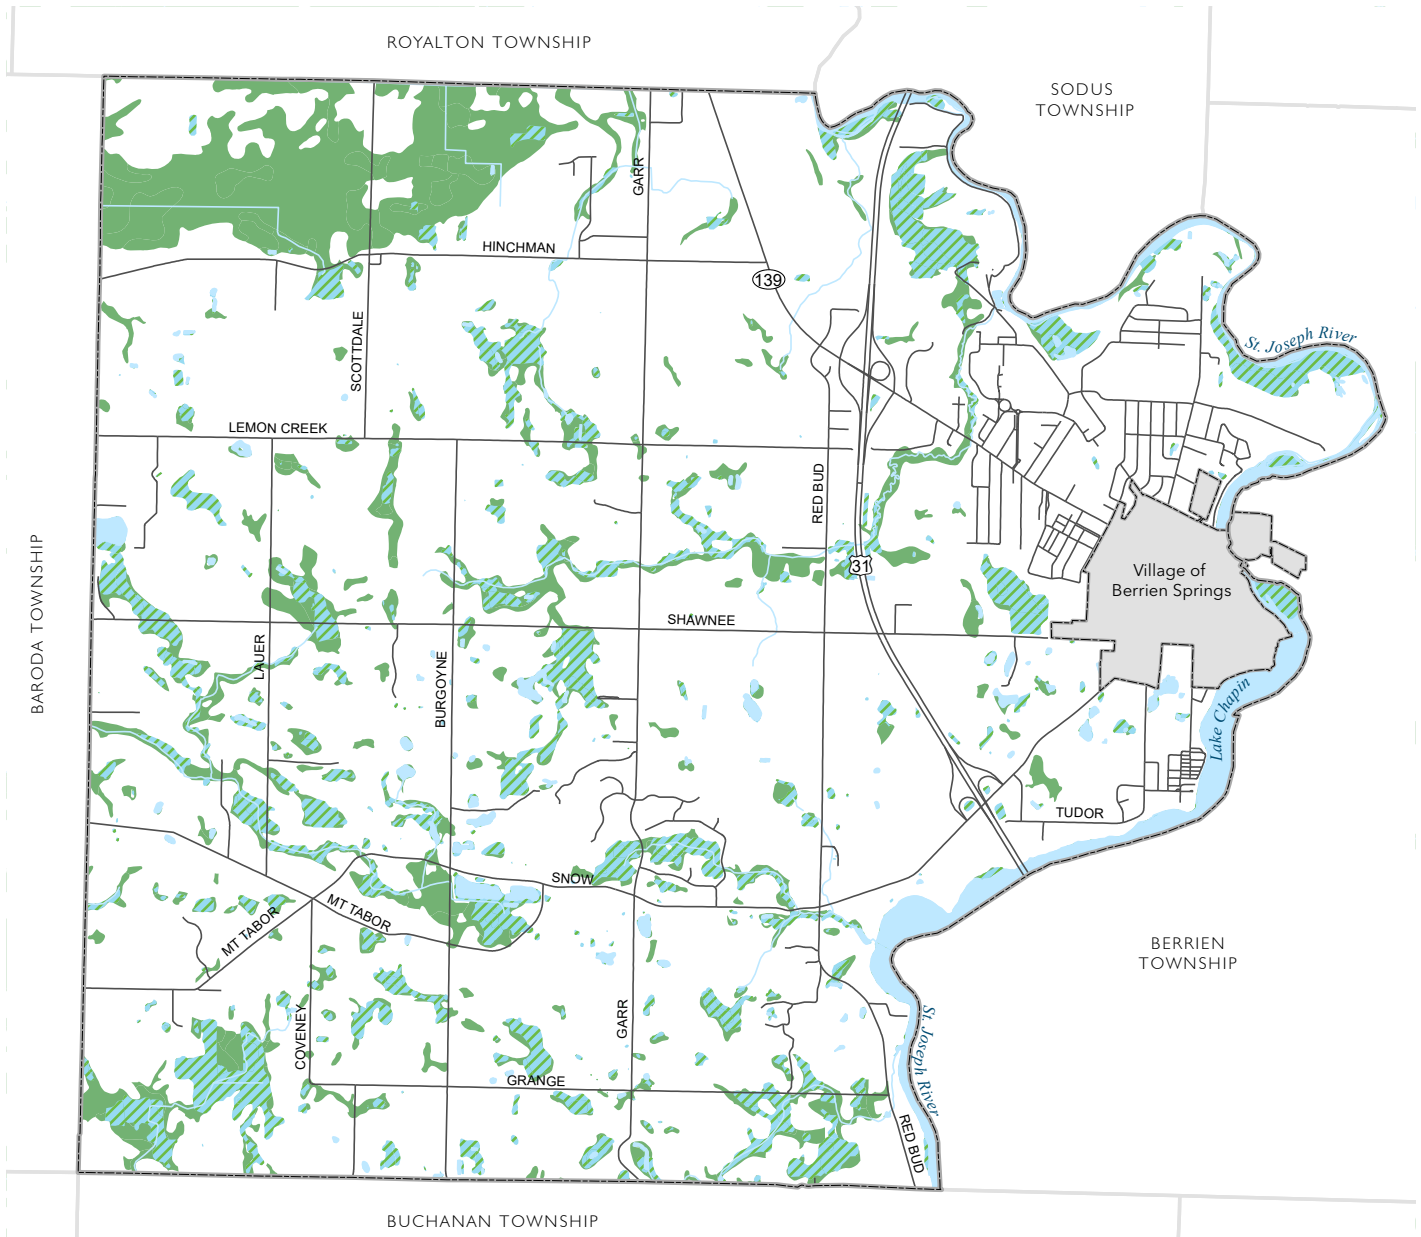 ROYALTON TOWNSHIP
SODUS
TOWNSHIP
GARR
HINCHMAN
139
SCOTTDALE
St. Joseph River
LEMON CREEK
RED BUD
BARODA TOWNSHIP
31
Village of
Berrien Springs
SHAWNEE
LAUER
BURGOYNE
Lake Chapin
TUDOR
SNOW
MT TABOR
MT TABOR
BERRIEN
TOWNSHIP
COVENEY
GARR
St. Joseph River
GRANGE
RED BUD
BUCHANAN TOWNSHIP